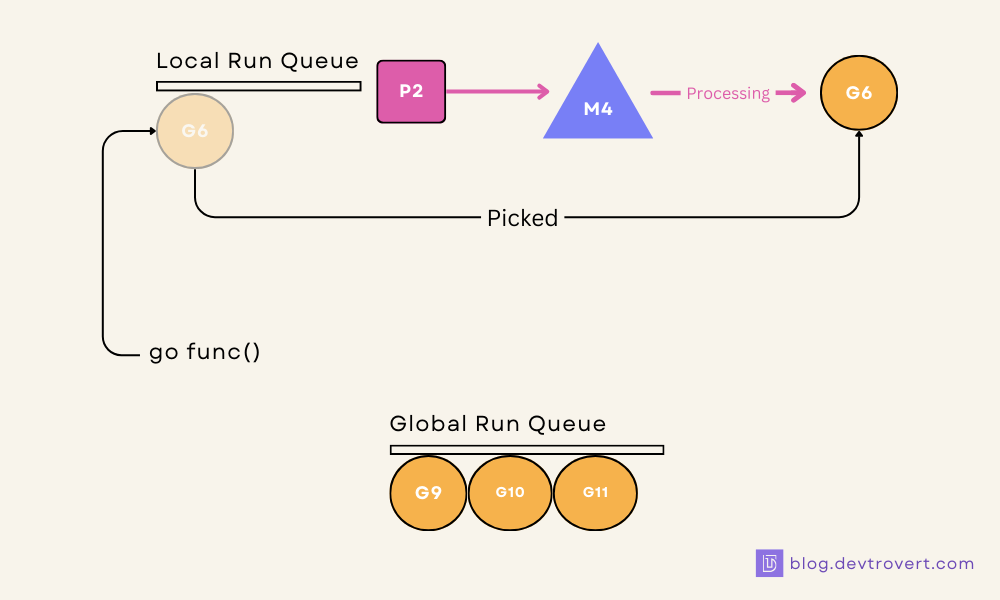 Local Run Queue
P2
M4
Processing
G6
G6
Picked
go func()
Global Run Queue
G9
G10
G11
blog.devtrovert.com